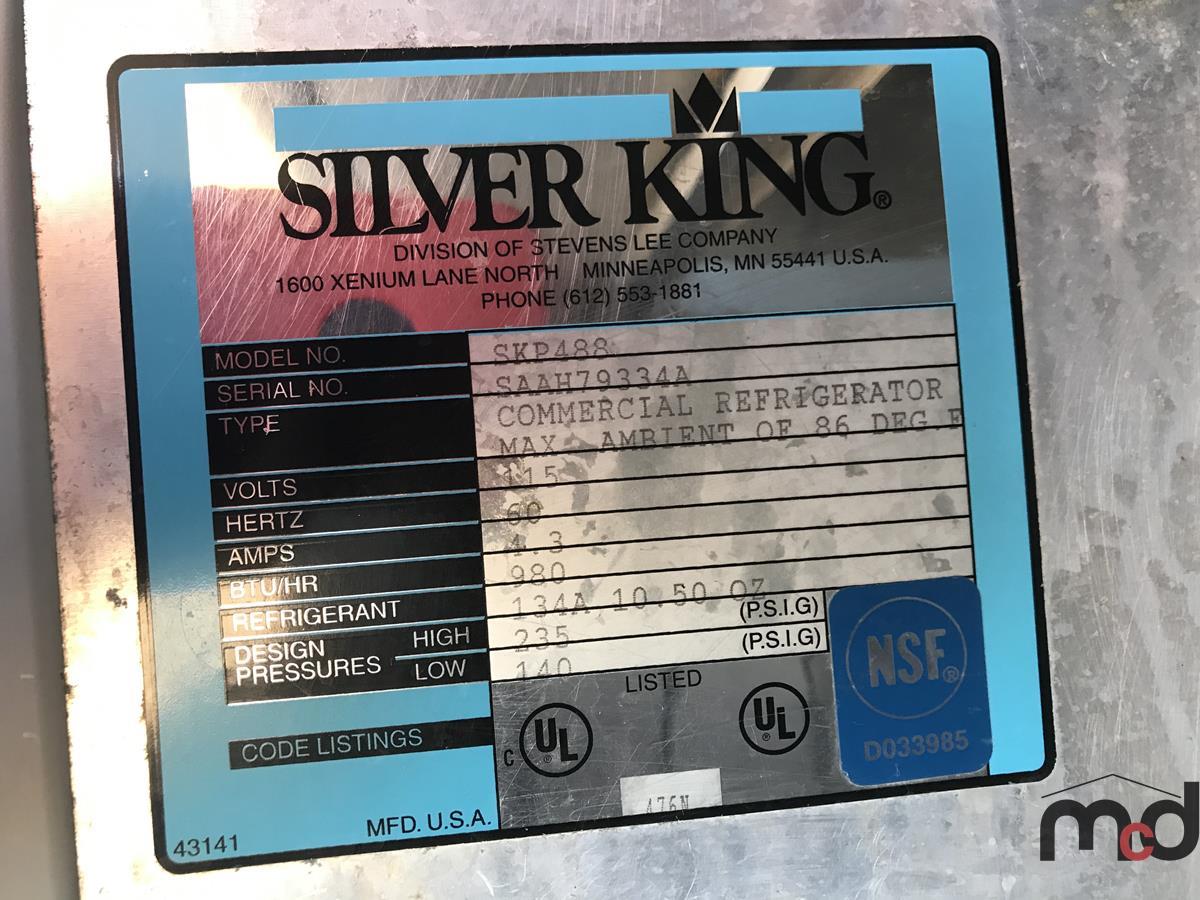 SILVER KING®
DIVISION OF STEVENS LEE COMPANY
1600 XENIUM LANE NORTH MINNEAPOLIS, MN 55441 U.S.A.
PHONE (612) 553-1881
MODEL NO. SKP488
SERIAL NO. SAAH79334A
TYPE COMMERCIAL REFRIGERATOR
MAX. AMBIENT OF 86 DEG.F
VOLTS 115
HERTZ 60
AMPS 4.3
BTU/HR 980
REFRIGERANT 134A 10.50 OZ
DESIGN PRESSURES HIGH 235 (P.S.I.G)
LOW 140 (P.S.I.G)
LISTED
CODE LISTINGS C UL® UL®
NSF®
D033985
476N
MFD. U.S.A.
43141
mcd